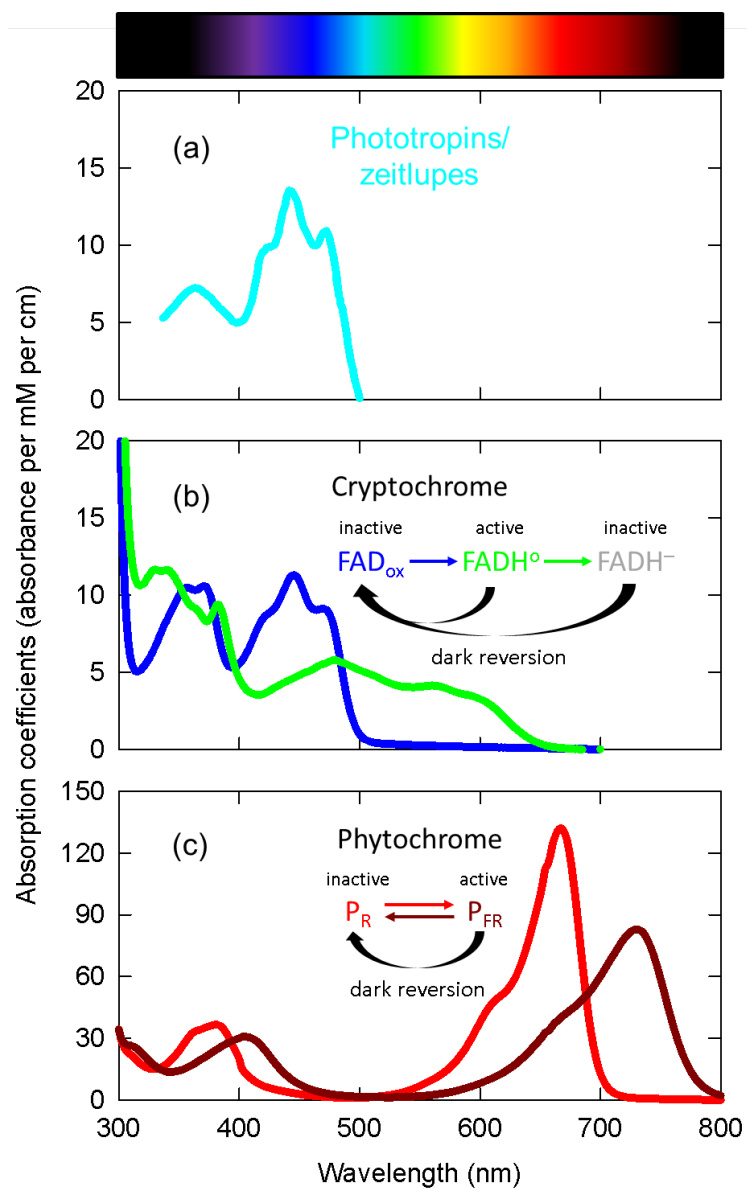 20
15
10
5
0
(a)
Phototropins/
zeitlupes
Absorption coefficients (absorbance per mM per cm)
20
15
10
5
0
(b)
Cryptochrome
inactive active inactive
FADox FADH° FADH⁻
dark reversion
150
120
90
60
30
0
(c)
Phytochrome
inactive active
PR PFR
dark reversion
300 400 500 600 700 800
Wavelength (nm)